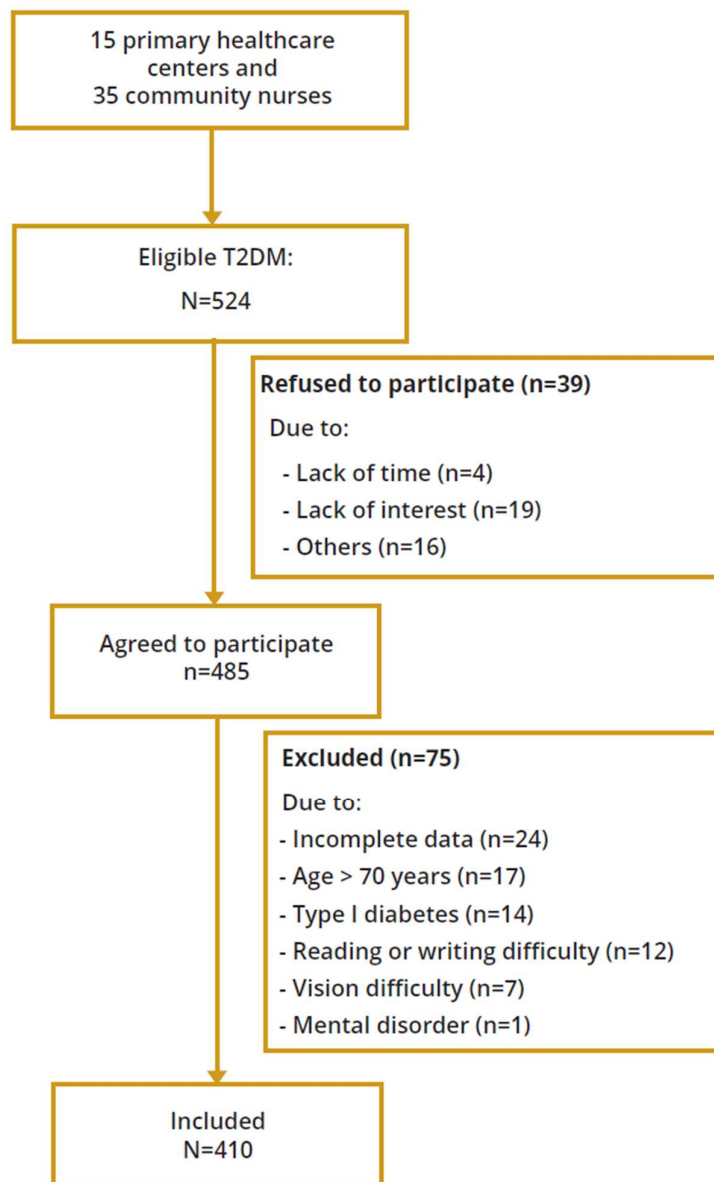 15 primary healthcare
centers and
35 community nurses
Eligible T2DM:
N=524
Refused to participate (n=39)
Due to:
- Lack of time (n=4)
- Lack of interest (n=19)
- Others (n=16)
Agreed to participate
n=485
Excluded (n=75)
Due to:
- Incomplete data (n=24)
- Age > 70 years (n=17)
- Type I diabetes (n=14)
- Reading or writing difficulty (n=12)
- Vision difficulty (n=7)
- Mental disorder (n=1)
Included
N=410